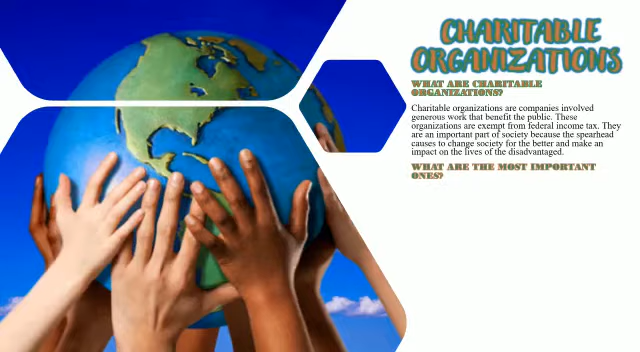 CHARITABLE
ORGANIZATIONS
WHAT ARE CHARITABLE
ORGANIZATIONS?
Charitable organizations are companies involved
generous work that benefit the public. These
organizations are exempt from federal income tax. They
are an important part of society because the spearhead
causes to change society for the better and make an
impact on the lives of the disadvantaged.
WHAT ARE THE MOST IMPORTANT
ONES?